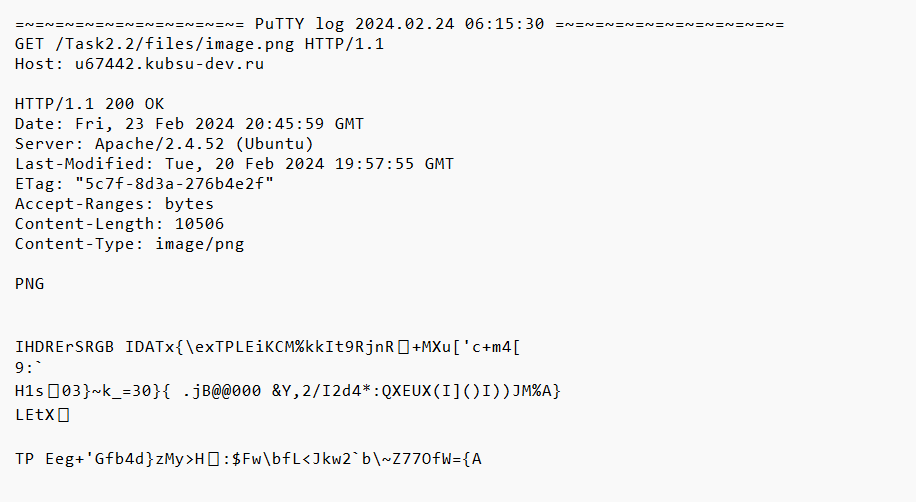 =~=~=~=~=~=~=~=~=~=~=~= PuTTY log 2024.02.24 06:15:30 =~=~=~=~=~=~=~=~=~=~=~=
GET /Task2.2/files/image.png HTTP/1.1
Host: u67442.kubsu-dev.ru
HTTP/1.1 200 OK
Date: Fri, 23 Feb 2024 20:45:59 GMT
Server: Apache/2.4.52 (Ubuntu)
Last-Modified: Tue, 20 Feb 2024 19:57:55 GMT
ETag: "5c7f-8d3a-276b4e2f"
Accept-Ranges: bytes
Content-Length: 10506
Content-Type: image/png
PNG
IHDRErSRGB IDATx{\exTPLEiKCM%kkIt9RjnR□+MXu['c+m4[
9:`
H1s□03}~k_=30}{ .jB@@000 &Y,2/I2d4*:QXEUX(I]()I))JM%A}
LEtX□
TP Eeg+'Gfb4d}zMy>H□:$Fw\bfL<Jkw2`b\~Z77OfW={A